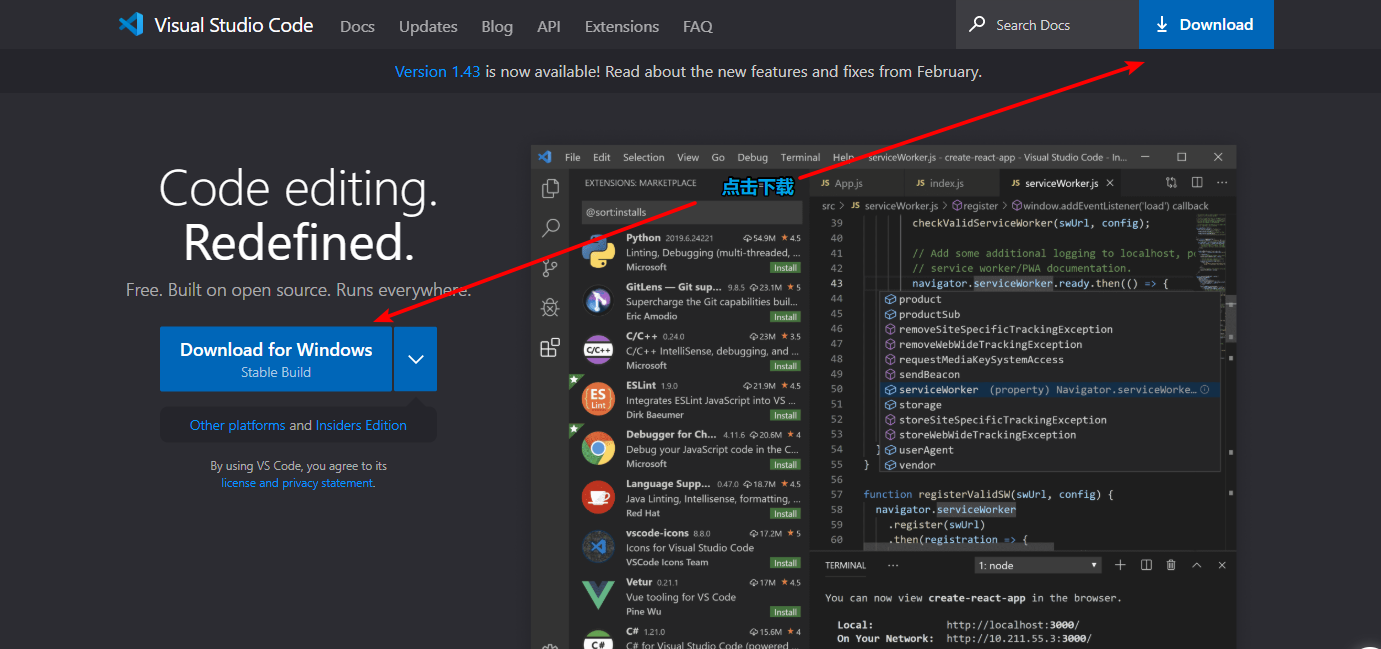 Visual Studio Code Docs Updates Blog API Extensions FAQ Search Docs Download
Version 1.43 is now available! Read about the new features and fixes from February.
Code editing.
Redefined.
Free. Built on open source. Runs everywhere.
Download for Windows
Stable Build
Other platforms and Insiders Edition
By using VS Code, you agree to its
license and privacy statement.
点击下载
File Edit Selection View Go Debug Terminal Help serviceWorker.js - create-react-app - Visual Studio Code - In...
EXTENSIONS: MARKETPLACE
@sort:installs
Python 2019.6.24221 54.9M ★ 4.5
Linting, Debugging (multi-threaded, ...
Microsoft Install
GitLens — Git sup... 9.8.5 23.1M ★ 5
Supercharge the Git capabilities buil...
Eric Amodio Install
C/C++ 0.24.0 23M ★ 3.5
C/C++ IntelliSense, debugging, and ...
Microsoft Install
ESLint 1.9.0 21.9M ★ 4.5
Integrates ESLint JavaScript into VS ...
Dirk Baeumer Install
Debugger for Ch... 4.11.6 20.6M ★ 4
Debug your JavaScript code in the C...
Microsoft Install
Language Supp... 0.47.0 18.7M ★ 4.5
Java Linting, Intellisense, formatting, ...
Red Hat Install
vscode-icons 8.8.0 17.2M ★ 5
Icons for Visual Studio Code
VSCode Icons Team Install
Vetur 0.21.1 17M ★ 4.5
Vue tooling for VS Code
Pine Wu Install
C# 1.21.0 15.6M ★ 4
C# for Visual Studio Code (powered ...
JS App.js JS index.js JS serviceWorker.js ×
src > JS serviceWorker.js > register > window.addEventListener('load') callback
39 checkValidServiceWorker(swUrl, config);
40
41 // Add some additional logging to localhost, po
42 // service worker/PWA documentation.
43 navigator.serviceWorker.ready.then(() => {
44 product
45 productSub
46 removeSiteSpecificTrackingException
47 removeWebWideTrackingException
48 requestMediaKeySystemAccess
49 sendBeacon
50 serviceWorker (property) Navigator.serviceWorke...
51 storage
52 storeSiteSpecificTrackingException
53 storeWebWideTrackingException
54 } userAgent
55 } vendor
56
57 function registerValidSW(swUrl, config) {
58 navigator.serviceWorker
59 .register(swUrl)
60 .then(registration => {
TERMINAL ... 1: node
You can now view create-react-app in the browser.
Local: http://localhost:3000/
On Your Network: http://10.211.55.3:3000/